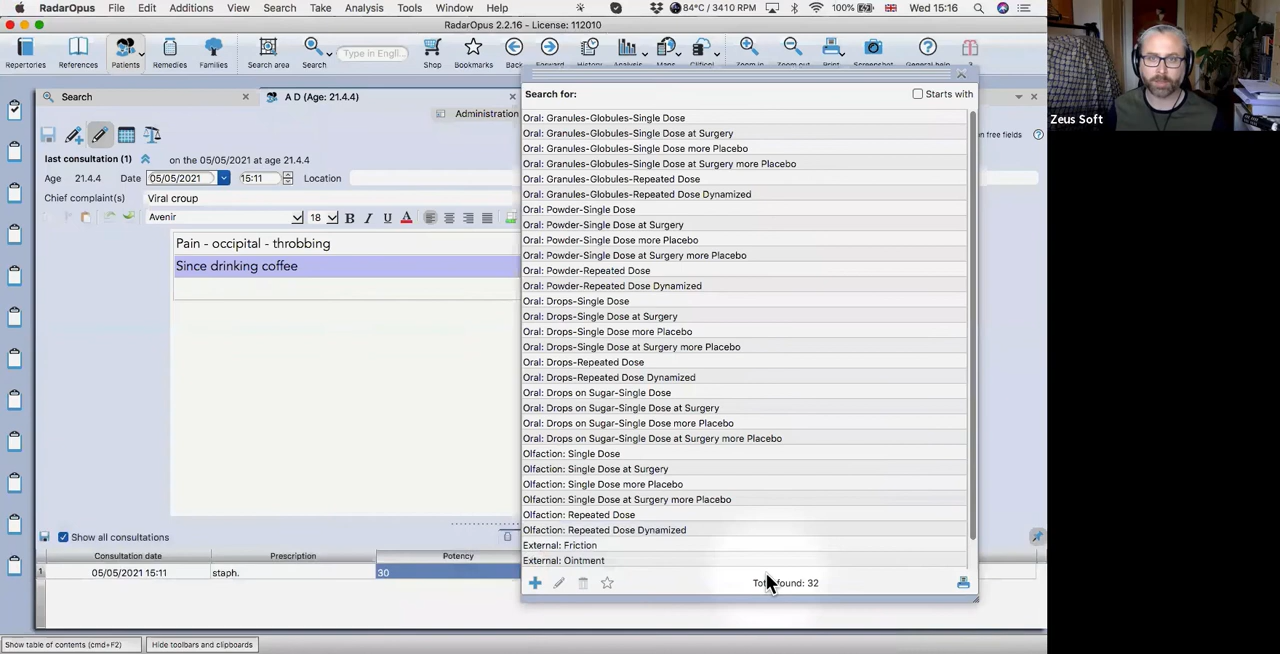 RadarOpus File Edit Additions View Search Take Analysis Tools Window Help
84°C / 3410 RPM 100% Wed 15:16
RadarOpus 2.2.16 - License: 112010
Type in Engli...
Repertories References Patients Remedies Families Search area Search Shop Bookmarks Back Forward History Analysis Maps Clificol Zoom in Zoom out Print Screenshot General help
Search A D (Age: 21.4.4)
Administration
n free fields
last consultation (1) on the 05/05/2021 at age 21.4.4
Age 21.4.4 Date 05/05/2021 15:11 Location
Chief complaint(s) Viral croup
Avenir 18 B I U A
Pain - occipital - throbbing
Since drinking coffee
Show all consultations
Consultation date Prescription Potency
1 05/05/2021 15:11 staph. 30
Search for: Starts with
Oral: Granules-Globules-Single Dose
Oral: Granules-Globules-Single Dose at Surgery
Oral: Granules-Globules-Single Dose more Placebo
Oral: Granules-Globules-Single Dose at Surgery more Placebo
Oral: Granules-Globules-Repeated Dose
Oral: Granules-Globules-Repeated Dose Dynamized
Oral: Powder-Single Dose
Oral: Powder-Single Dose at Surgery
Oral: Powder-Single Dose more Placebo
Oral: Powder-Single Dose at Surgery more Placebo
Oral: Powder-Repeated Dose
Oral: Powder-Repeated Dose Dynamized
Oral: Drops-Single Dose
Oral: Drops-Single Dose at Surgery
Oral: Drops-Single Dose more Placebo
Oral: Drops-Single Dose at Surgery more Placebo
Oral: Drops-Repeated Dose
Oral: Drops-Repeated Dose Dynamized
Oral: Drops on Sugar-Single Dose
Oral: Drops on Sugar-Single Dose at Surgery
Oral: Drops on Sugar-Single Dose more Placebo
Oral: Drops on Sugar-Single Dose at Surgery more Placebo
Olfaction: Single Dose
Olfaction: Single Dose at Surgery
Olfaction: Single Dose more Placebo
Olfaction: Single Dose at Surgery more Placebo
Olfaction: Repeated Dose
Olfaction: Repeated Dose Dynamized
External: Friction
External: Ointment
Total found: 32
Show table of contents (cmd+F2) Hide toolbars and clipboards
Zeus Soft